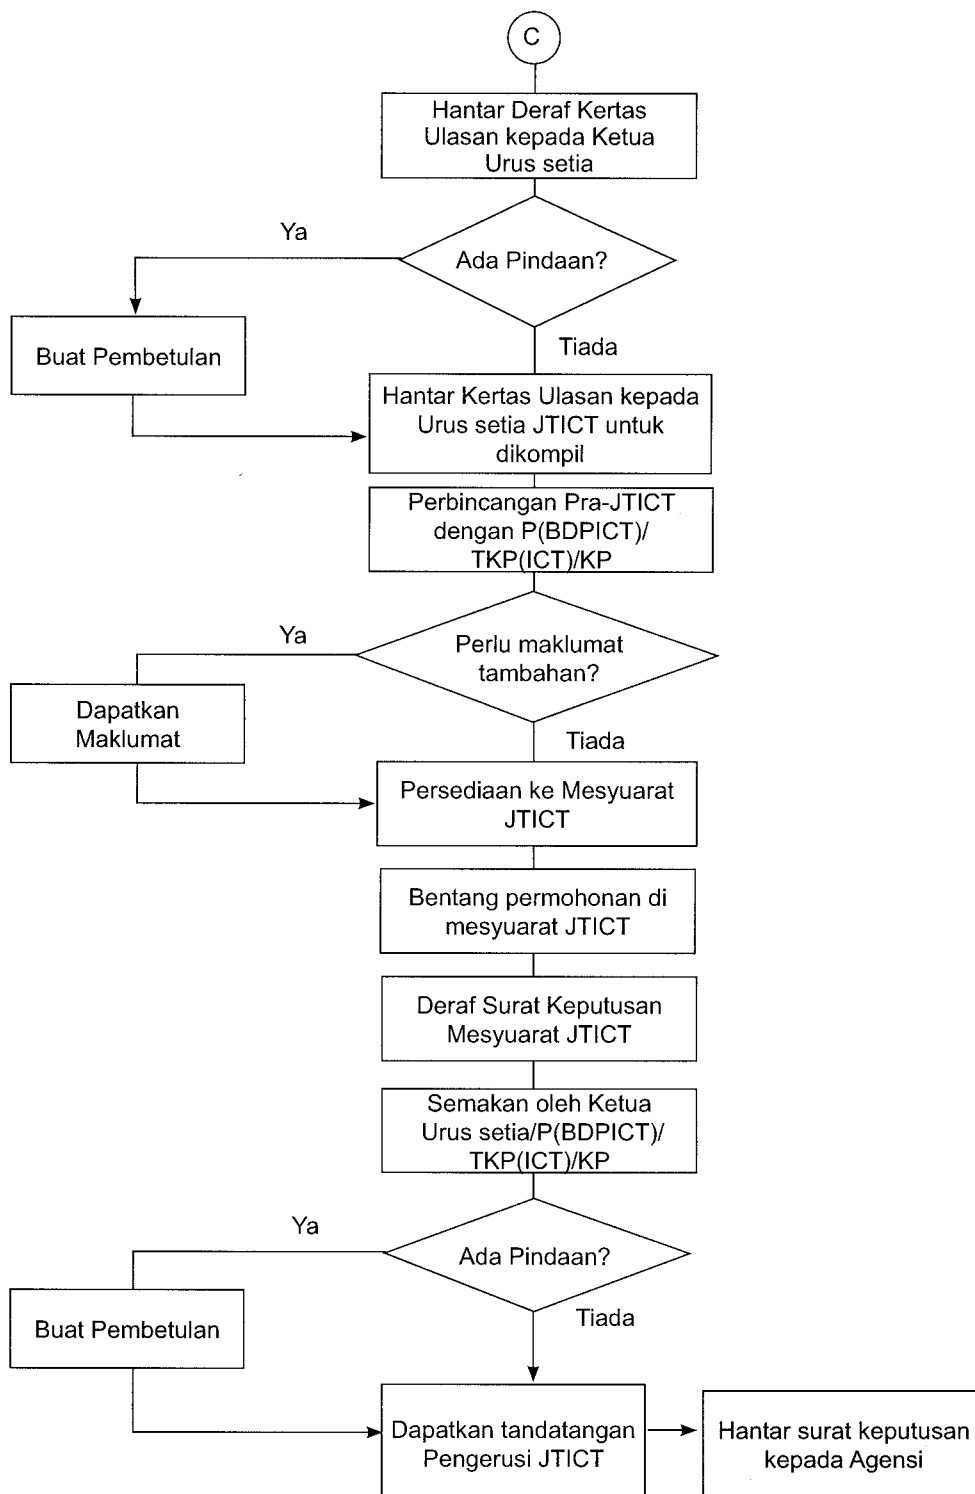 C
Hantar Deraf Kertas
Ulasan kepada Ketua
Urus setia
Ya
Ada Pindaan?
Buat Pembetulan
Tiada
Hantar Kertas Ulasan kepada
Urus setia JTICT untuk
dikompil
Perbincangan Pra-JTICT
dengan P(BDPICT)/
TKP(ICT)/KP
Ya
Perlu maklumat
tambahan?
Dapatkan
Maklumat
Tiada
Persediaan ke Mesyuarat
JTICT
Bentang permohonan di
mesyuarat JTICT
Deraf Surat Keputusan
Mesyuarat JTICT
Semakan oleh Ketua
Urus setia/P(BDPICT)/
TKP(ICT)/KP
Ya
Ada Pindaan?
Tiada
Buat Pembetulan
Dapatkan tandatangan
Pengerusi JTICT
Hantar surat keputusan
kepada Agensi